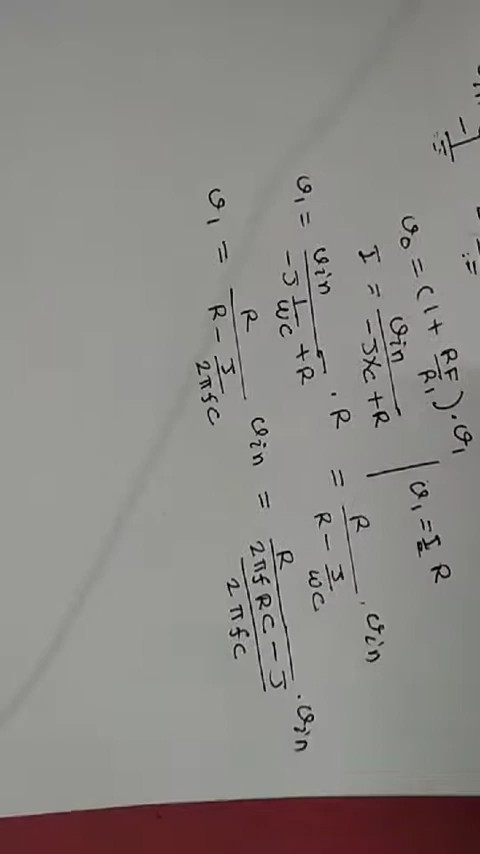 v₀ = (1 + RF/R₁).v₁
I = vin/(-JXc + R) | v₁ = I R
v₁ = vin/(-J 1/ωC + R) . R = R/(R - J/ωC) . vin
v₁ = R/(R - J/2πfC) vin = R/((2πfRC - J)/2πfC) . vin